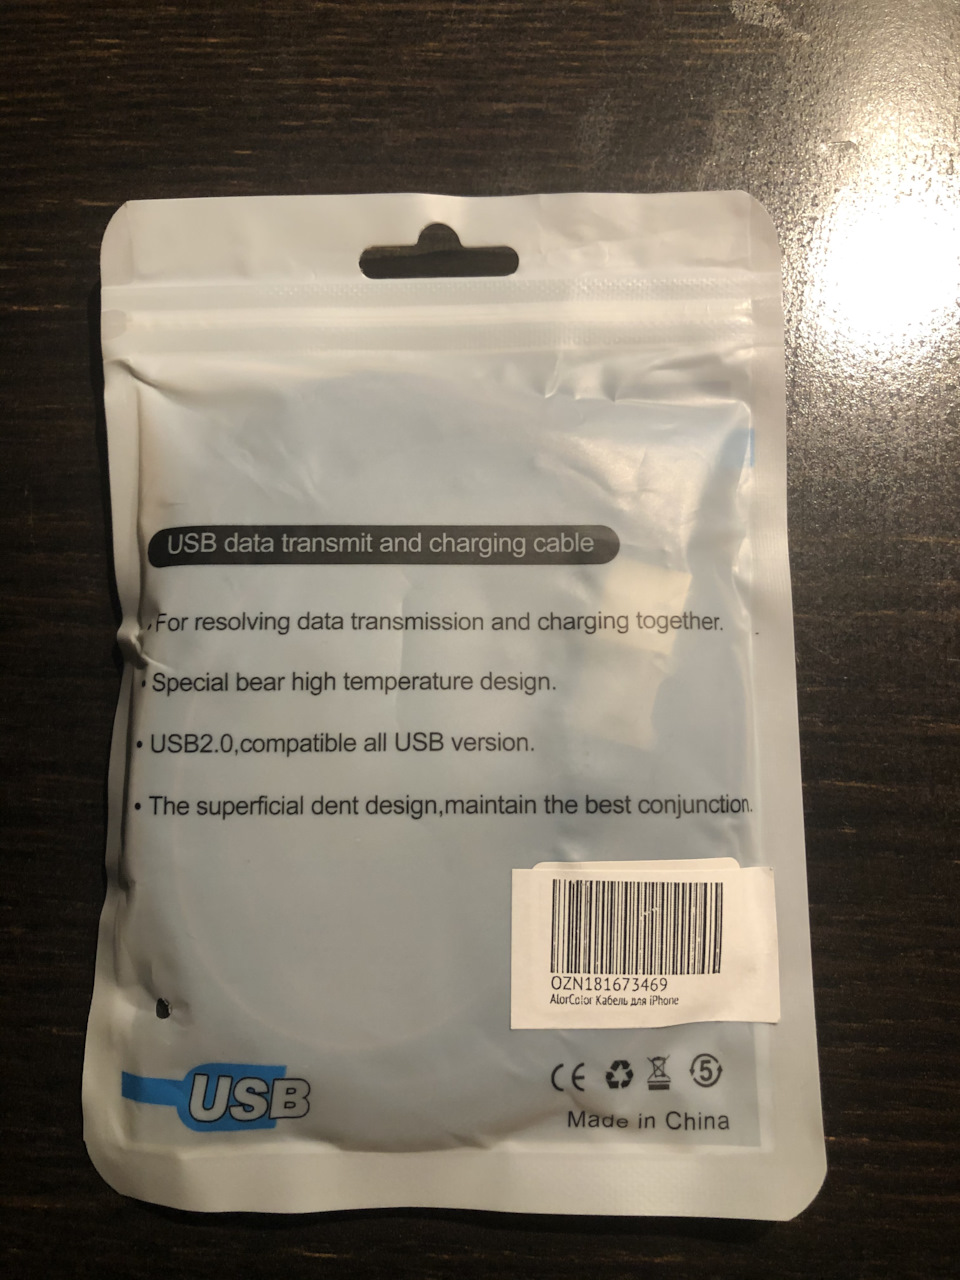 USB data transmit and charging cable
·For resolving data transmission and charging together.
· Special bear high temperature design.
· USB2.0,compatible all USB version.
· The superficial dent design,maintain the best conjunction.
OZN181673469
AlorColor Кабель для iPhone
USB
CE
5
Made in China